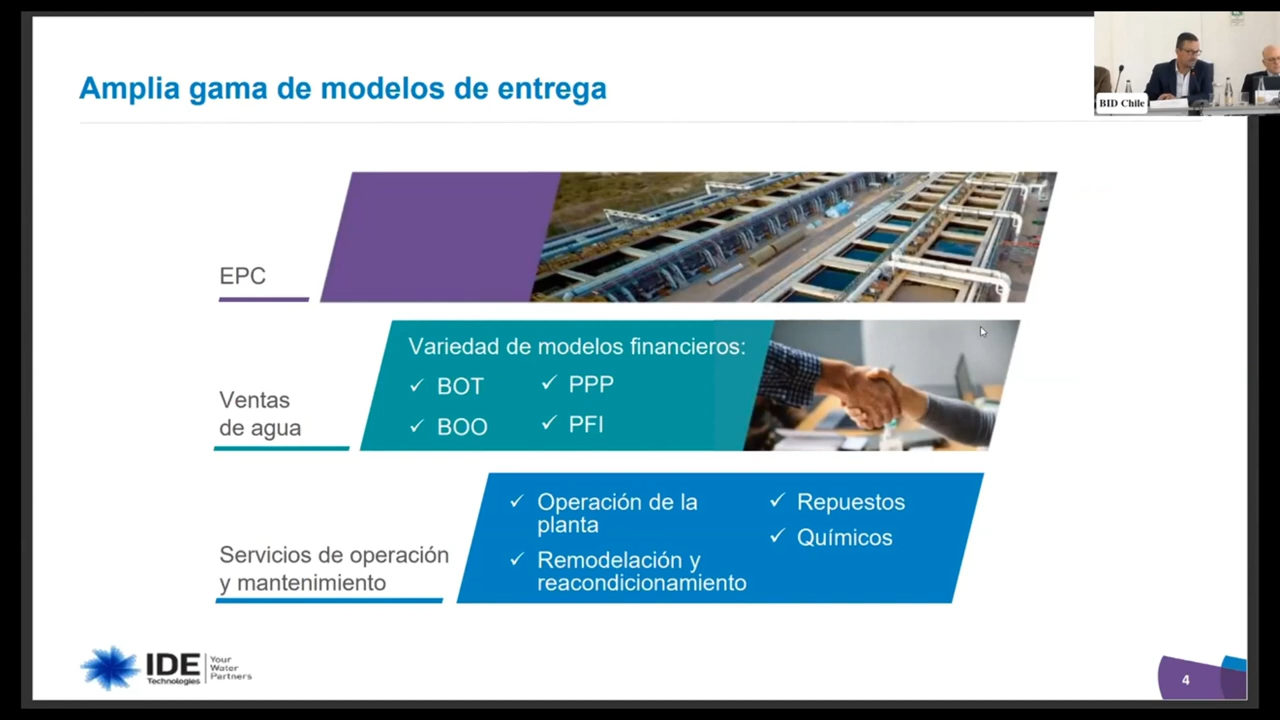 Amplia gama de modelos de entrega
BID Chile
EPC
Variedad de modelos financieros:
✓ BOT
✓ PPP
✓ BOO
✓ PFI
Ventas
de agua
✓ Operación de la
planta
✓ Remodelación y
reacondicionamiento
✓ Repuestos
✓ Químicos
Servicios de operación
y mantenimiento
IDE
Technologies
Your
Water
Partners
4